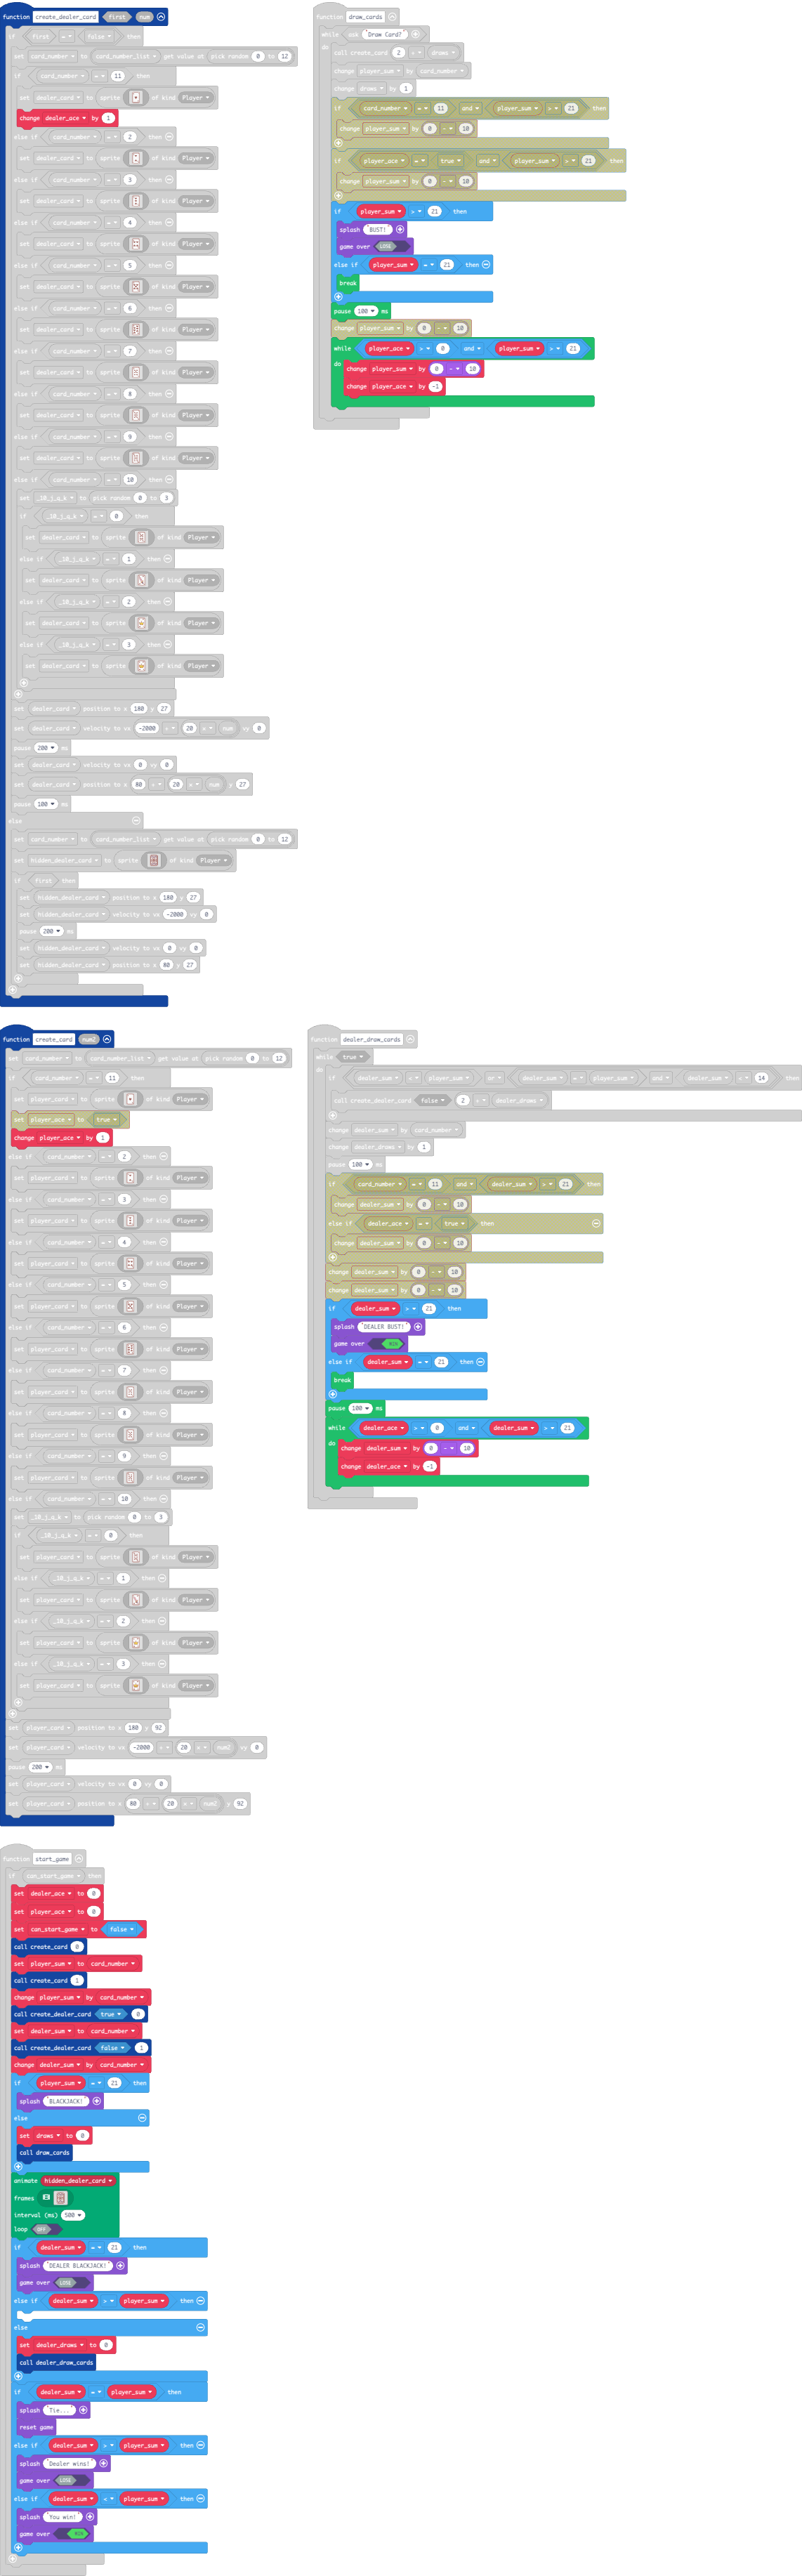 function create_dealer_card first num
if first = false then
set card_number to card_number_list get value at pick random 0 to 12
if card_number = 11 then
set dealer_card to sprite of kind Player
change dealer_ace by 1
else if card_number = 2 then
set dealer_card to sprite of kind Player
else if card_number = 3 then
set dealer_card to sprite of kind Player
else if card_number = 4 then
set dealer_card to sprite of kind Player
else if card_number = 5 then
set dealer_card to sprite of kind Player
else if card_number = 6 then
set dealer_card to sprite of kind Player
else if card_number = 7 then
set dealer_card to sprite of kind Player
else if card_number = 8 then
set dealer_card to sprite of kind Player
else if card_number = 9 then
set dealer_card to sprite of kind Player
else if card_number = 10 then
set _10_j_q_k to pick random 0 to 3
if _10_j_q_k = 0 then
set dealer_card to sprite of kind Player
else if _10_j_q_k = 1 then
set dealer_card to sprite of kind Player
else if _10_j_q_k = 2 then
set dealer_card to sprite of kind Player
else if _10_j_q_k = 3 then
set dealer_card to sprite of kind Player
set dealer_card position to x 180 y 27
set dealer_card velocity to vx -2000 20 num vy 0
pause 200 ms
set dealer_card velocity to vx 0 vy 0
set dealer_card position to x 80 20 num y 27
pause 100 ms
else
set card_number to card_number_list get value at pick random 0 to 12
set hidden_dealer_card to sprite of kind Player
if first then
set hidden_dealer_card position to x 180 y 27
set hidden_dealer_card velocity to vx -2000 vy 0
pause 200 ms
set hidden_dealer_card velocity to vx 0 vy 0
set hidden_dealer_card position to x 80 y 27
function draw_cards
while ask "Draw Card?"
do
call create_card 2 + draws
change player_sum by card_number
change draws by 1
if card_number = 11 and player_sum > 21 then
change player_sum by 0 - 10
if player_ace = true and player_sum > 21 then
change player_sum by 0 - 10
if player_sum > 21 then
splash "BUST!"
game over LOSE
else if player_sum = 21 then
break
pause 100 ms
change player_sum by 0 - 10
while player_ace > 0 and player_sum > 21
do
change player_sum by 0 - 10
change player_ace by -1
function create_card num2
set card_number to card_number_list get value at pick random 0 to 12
if card_number = 11 then
set player_card to sprite of kind Player
set player_ace to true
change player_ace by 1
else if card_number = 2 then
set player_card to sprite of kind Player
else if card_number = 3 then
set player_card to sprite of kind Player
else if card_number = 4 then
set player_card to sprite of kind Player
else if card_number = 5 then
set player_card to sprite of kind Player
else if card_number = 6 then
set player_card to sprite of kind Player
else if card_number = 7 then
set player_card to sprite of kind Player
else if card_number = 8 then
set player_card to sprite of kind Player
else if card_number = 9 then
set player_card to sprite of kind Player
else if card_number = 10 then
set _10_j_q_k to pick random 0 to 3
if _10_j_q_k = 0 then
set player_card to sprite of kind Player
else if _10_j_q_k = 1 then
set player_card to sprite of kind Player
else if _10_j_q_k = 2 then
set player_card to sprite of kind Player
else if _10_j_q_k = 3 then
set player_card to sprite of kind Player
set player_card position to x 180 y 92
set player_card velocity to vx -2000 20 num2 vy 0
pause 200 ms
set player_card velocity to vx 0 vy 0
set player_card position to x 80 20 num2 y 92
function dealer_draw_cards
while true
do
if dealer_sum player_sum or dealer_sum = player_sum and dealer_sum 14 then
call create_dealer_card false 2 + dealer_draws
change dealer_sum by card_number
change dealer_draws by 1
pause 100 ms
if card_number = 11 and dealer_sum > 21 then
change dealer_sum by 0 - 10
else if dealer_ace = true then
change dealer_sum by 0 - 10
change dealer_sum by 0 - 10
change dealer_sum by 0 - 10
if dealer_sum > 21 then
splash "DEALER BUST!"
game over WIN
else if dealer_sum = 21 then
break
pause 100 ms
while dealer_ace > 0 and dealer_sum > 21
do
change dealer_sum by 0 - 10
change dealer_ace by -1
function start_game
if can_start_game then
set dealer_ace to 0
set player_ace to 0
set can_start_game to false
call create_card 0
set player_sum to card_number
call create_card 1
change player_sum by card_number
call create_dealer_card true 0
set dealer_sum to card_number
call create_dealer_card false 1
change dealer_sum by card_number
if player_sum = 21 then
splash "BLACKJACK!"
else
set draws to 0
call draw_cards
animate hidden_dealer_card
frames
interval (ms) 500
loop OFF
if dealer_sum = 21 then
splash "DEALER BLACKJACK!"
game over LOSE
else if dealer_sum > player_sum then
else
set dealer_draws to 0
call dealer_draw_cards
if dealer_sum = player_sum then
splash "Tie..."
reset game
else if dealer_sum > player_sum then
splash "Dealer wins!"
game over LOSE
else if dealer_sum < player_sum then
splash "You win!"
game over WIN